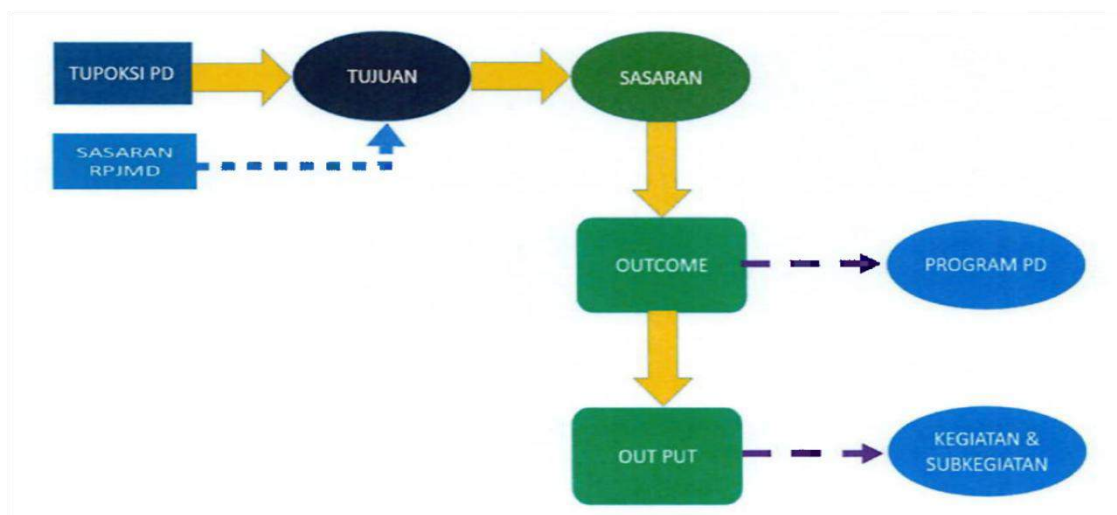 TUPOKSI PD
TUJUAN
SASARAN
SASARAN
RPJMD
OUTCOME
PROGRAM PD
OUT PUT
KEGIATAN &
SUBKEGIATAN